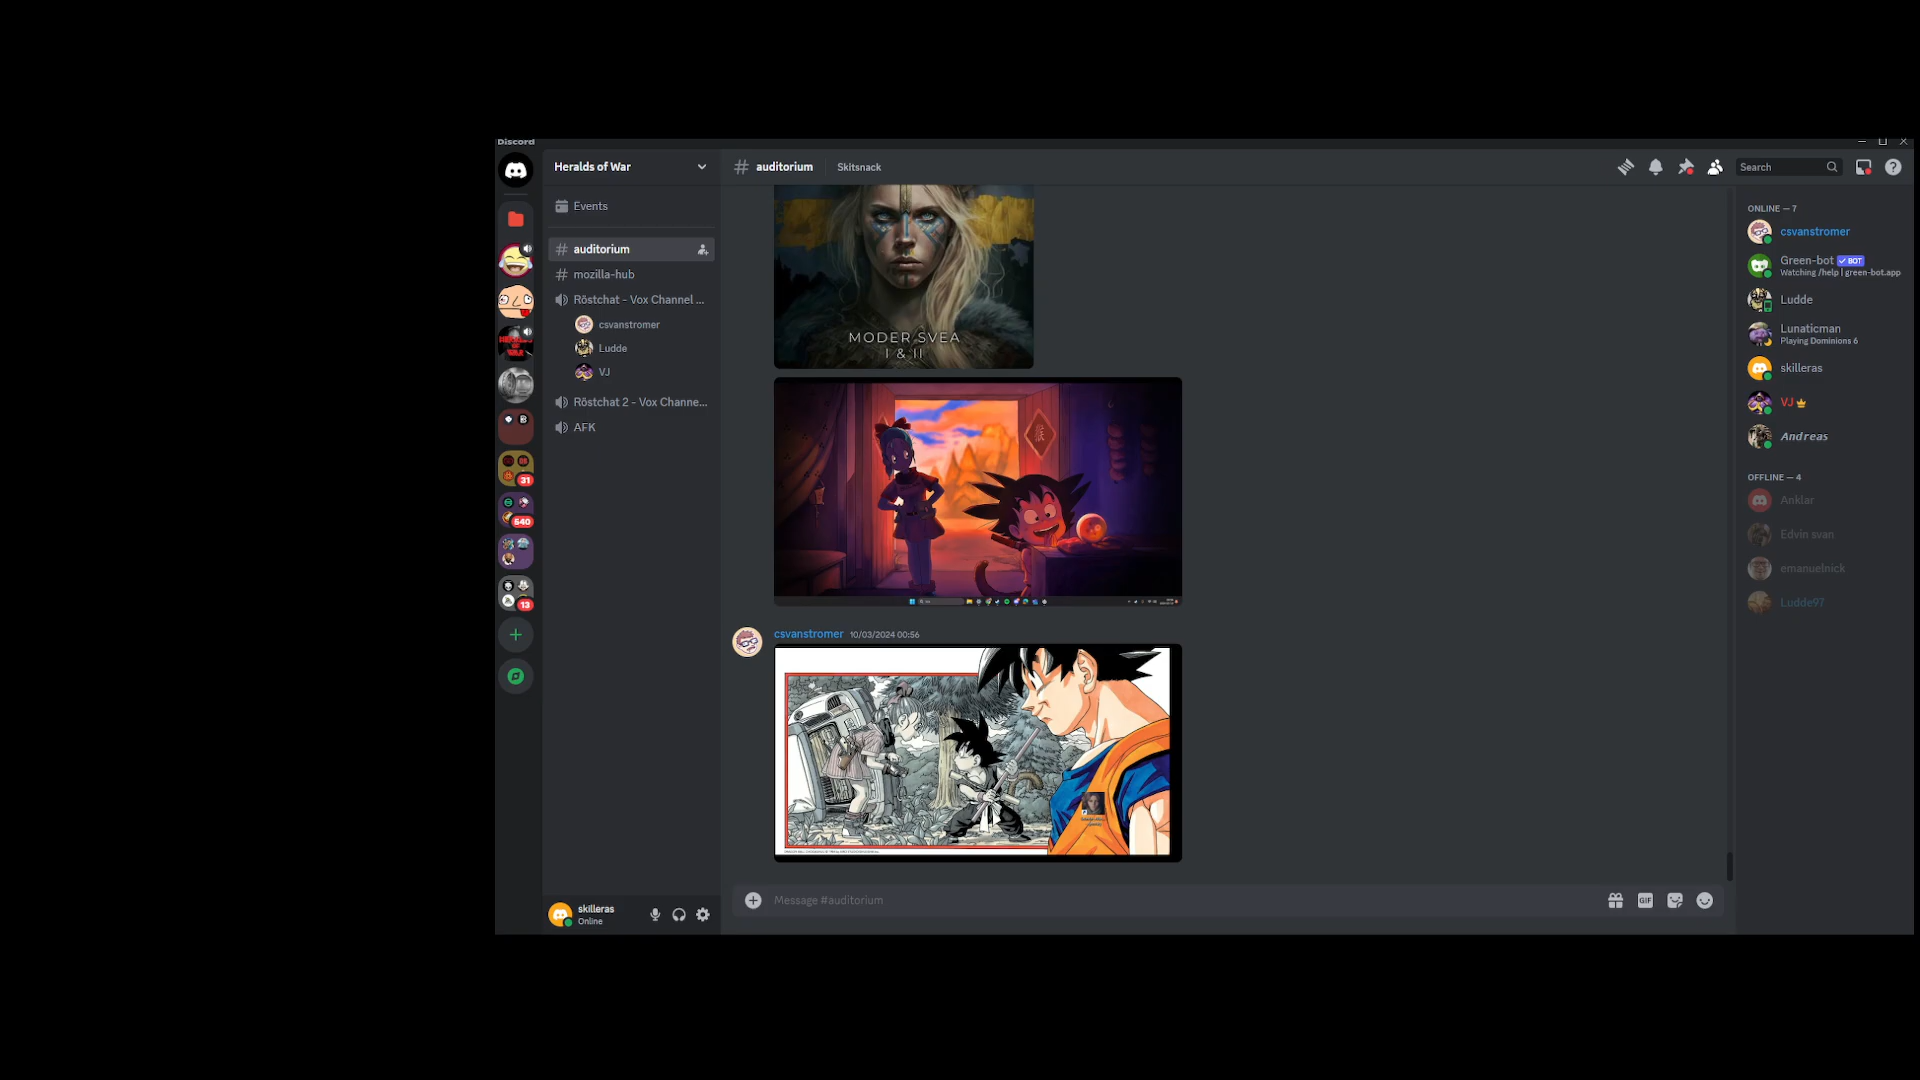 Discord
Heralds of War
# auditorium
Skitsnack
Search
Events
# auditorium
# mozilla-hub
Röstchat - Vox Channel ...
csvanstromer
Ludde
VJ
Röstchat 2 - Vox Channe...
AFK
31
540
13
MODER SVEA
I & II
csvanstromer 10/03/2024 00:56
Message #auditorium
GIF
skilleras
Online
ONLINE — 7
csvanstromer
Green-bot ✓ BOT
Watching /help | green-bot.app
Ludde
Lunaticman
Playing Dominions 6
skilleras
VJ
Andreas
OFFLINE — 4
Anklar
Edvin svan
emanuelnick
Ludde97